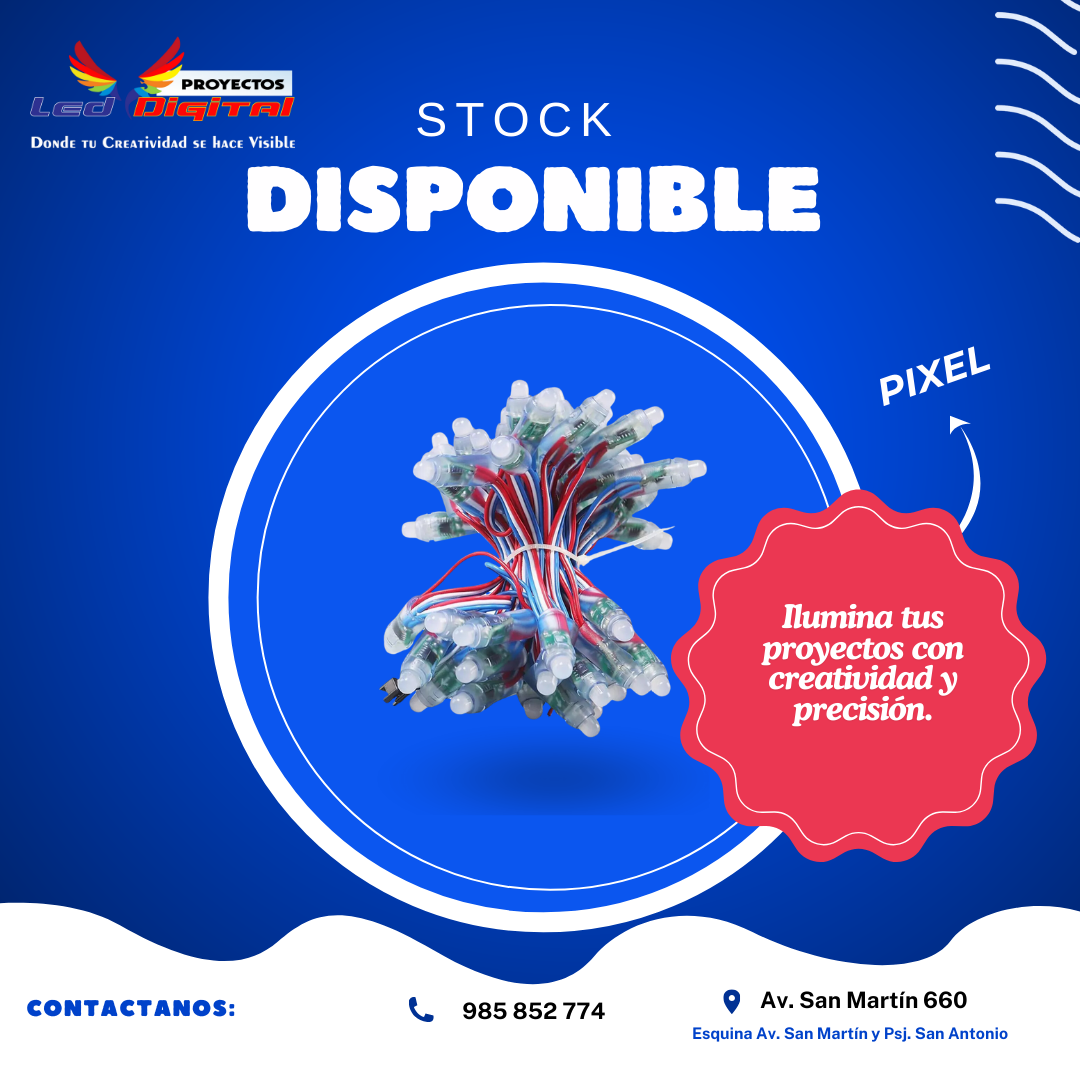 PROYECTOS
Led Digital
Donde tu Creatividad se hace Visible
STOCK
DISPONIBLE
PIXEL
Ilumina tus
proyectos con
creatividad y
precisión.
CONTACTANOS:
985 852 774
Av. San Martín 660
Esquina Av. San Martín y Psj. San Antonio